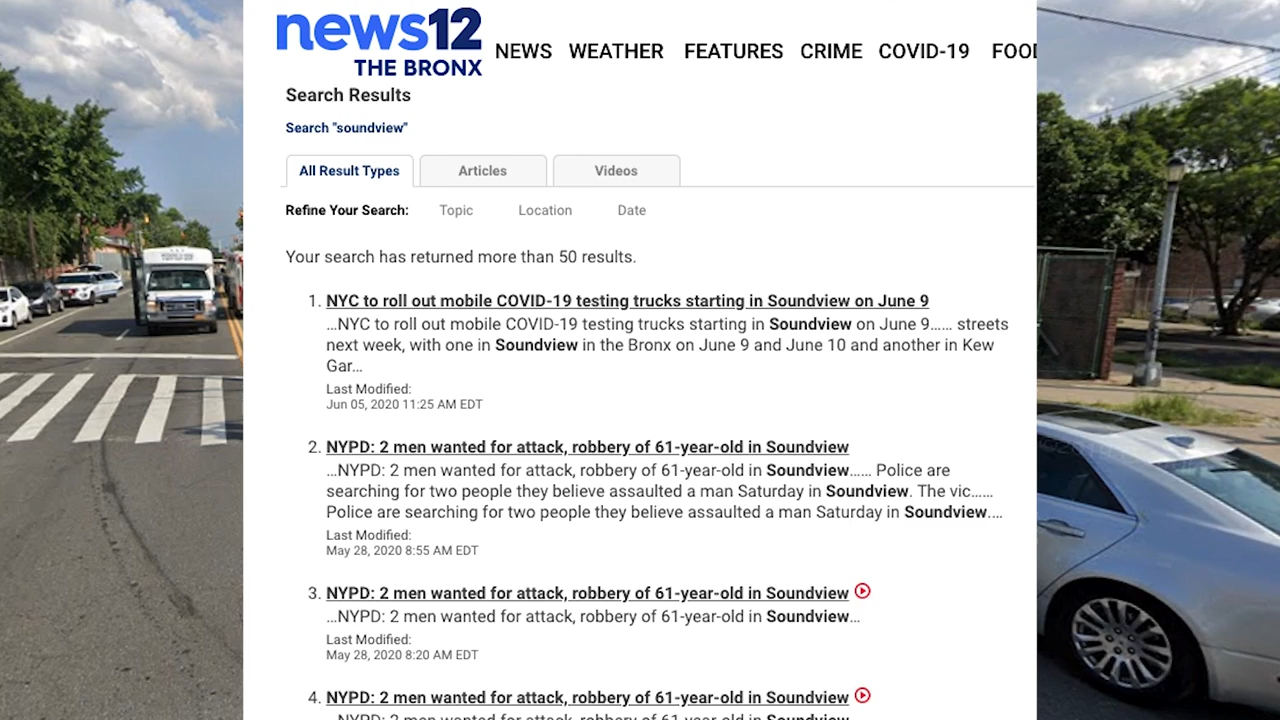 news12
THE BRONX
NEWS WEATHER FEATURES CRIME COVID-19
Search Results
Search "soundview"
All Result Types Articles Videos
Refine Your Search: Topic Location Date
Your search has returned more than 50 results.
1. NYC to roll out mobile COVID-19 testing trucks starting in Soundview on June 9
...NYC to roll out mobile COVID-19 testing trucks starting in Soundview on June 9...... streets
next week, with one in Soundview in the Bronx on June 9 and June 10 and another in Kew
Gar...
Last Modified:
Jun 05, 2020 11:25 AM EDT
2. NYPD: 2 men wanted for attack, robbery of 61-year-old in Soundview
...NYPD: 2 men wanted for attack, robbery of 61-year-old in Soundview...... Police are
searching for two people they believe assaulted a man Saturday in Soundview. The vic......
Police are searching for two people they believe assaulted a man Saturday in Soundview....
Last Modified:
May 28, 2020 8:55 AM EDT
3. NYPD: 2 men wanted for attack, robbery of 61-year-old in Soundview
...NYPD: 2 men wanted for attack, robbery of 61-year-old in Soundview...
Last Modified:
May 28, 2020 8:20 AM EDT
4. NYPD: 2 men wanted for attack, robbery of 61-year-old in Soundview